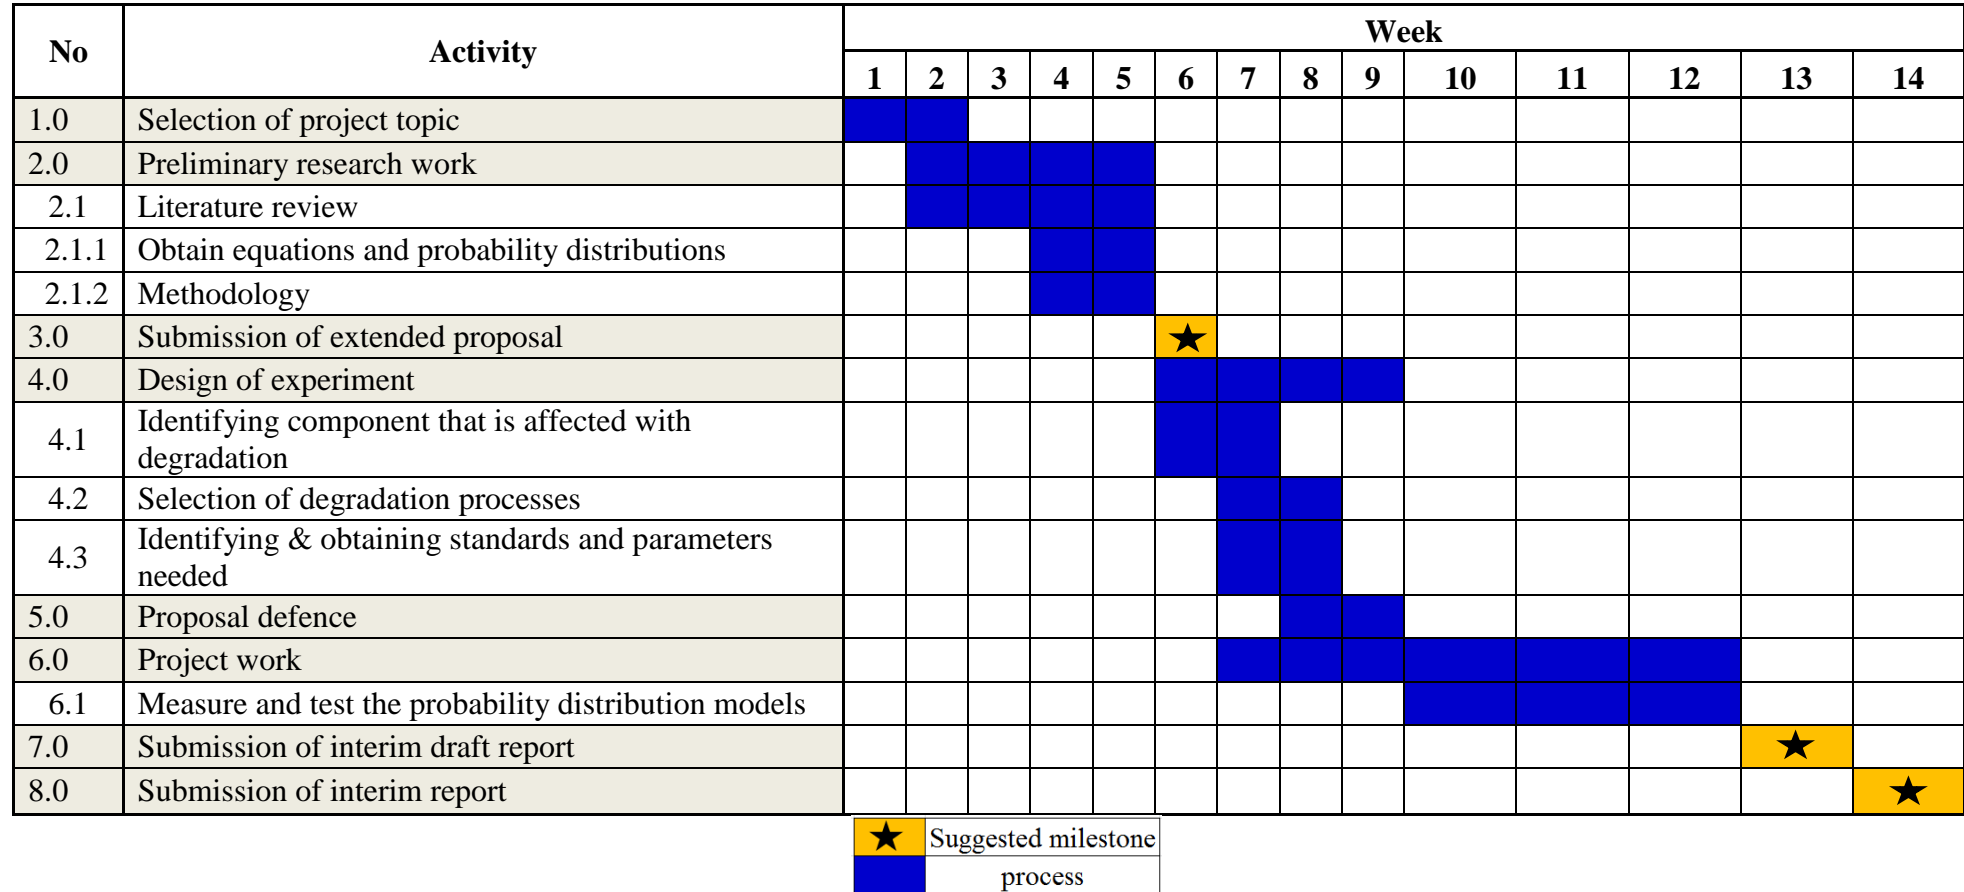 No Activity Week
1 2 3 4 5 6 7 8 9 10 11 12 13 14
1.0 Selection of project topic
2.0 Preliminary research work
2.1 Literature review
2.1.1 Obtain equations and probability distributions
2.1.2 Methodology
3.0 Submission of extended proposal
4.0 Design of experiment
4.1 Identifying component that is affected with
degradation
4.2 Selection of degradation processes
4.3 Identifying & obtaining standards and parameters
needed
5.0 Proposal defence
6.0 Project work
6.1 Measure and test the probability distribution models
7.0 Submission of interim draft report
8.0 Submission of interim report
Suggested milestone
process